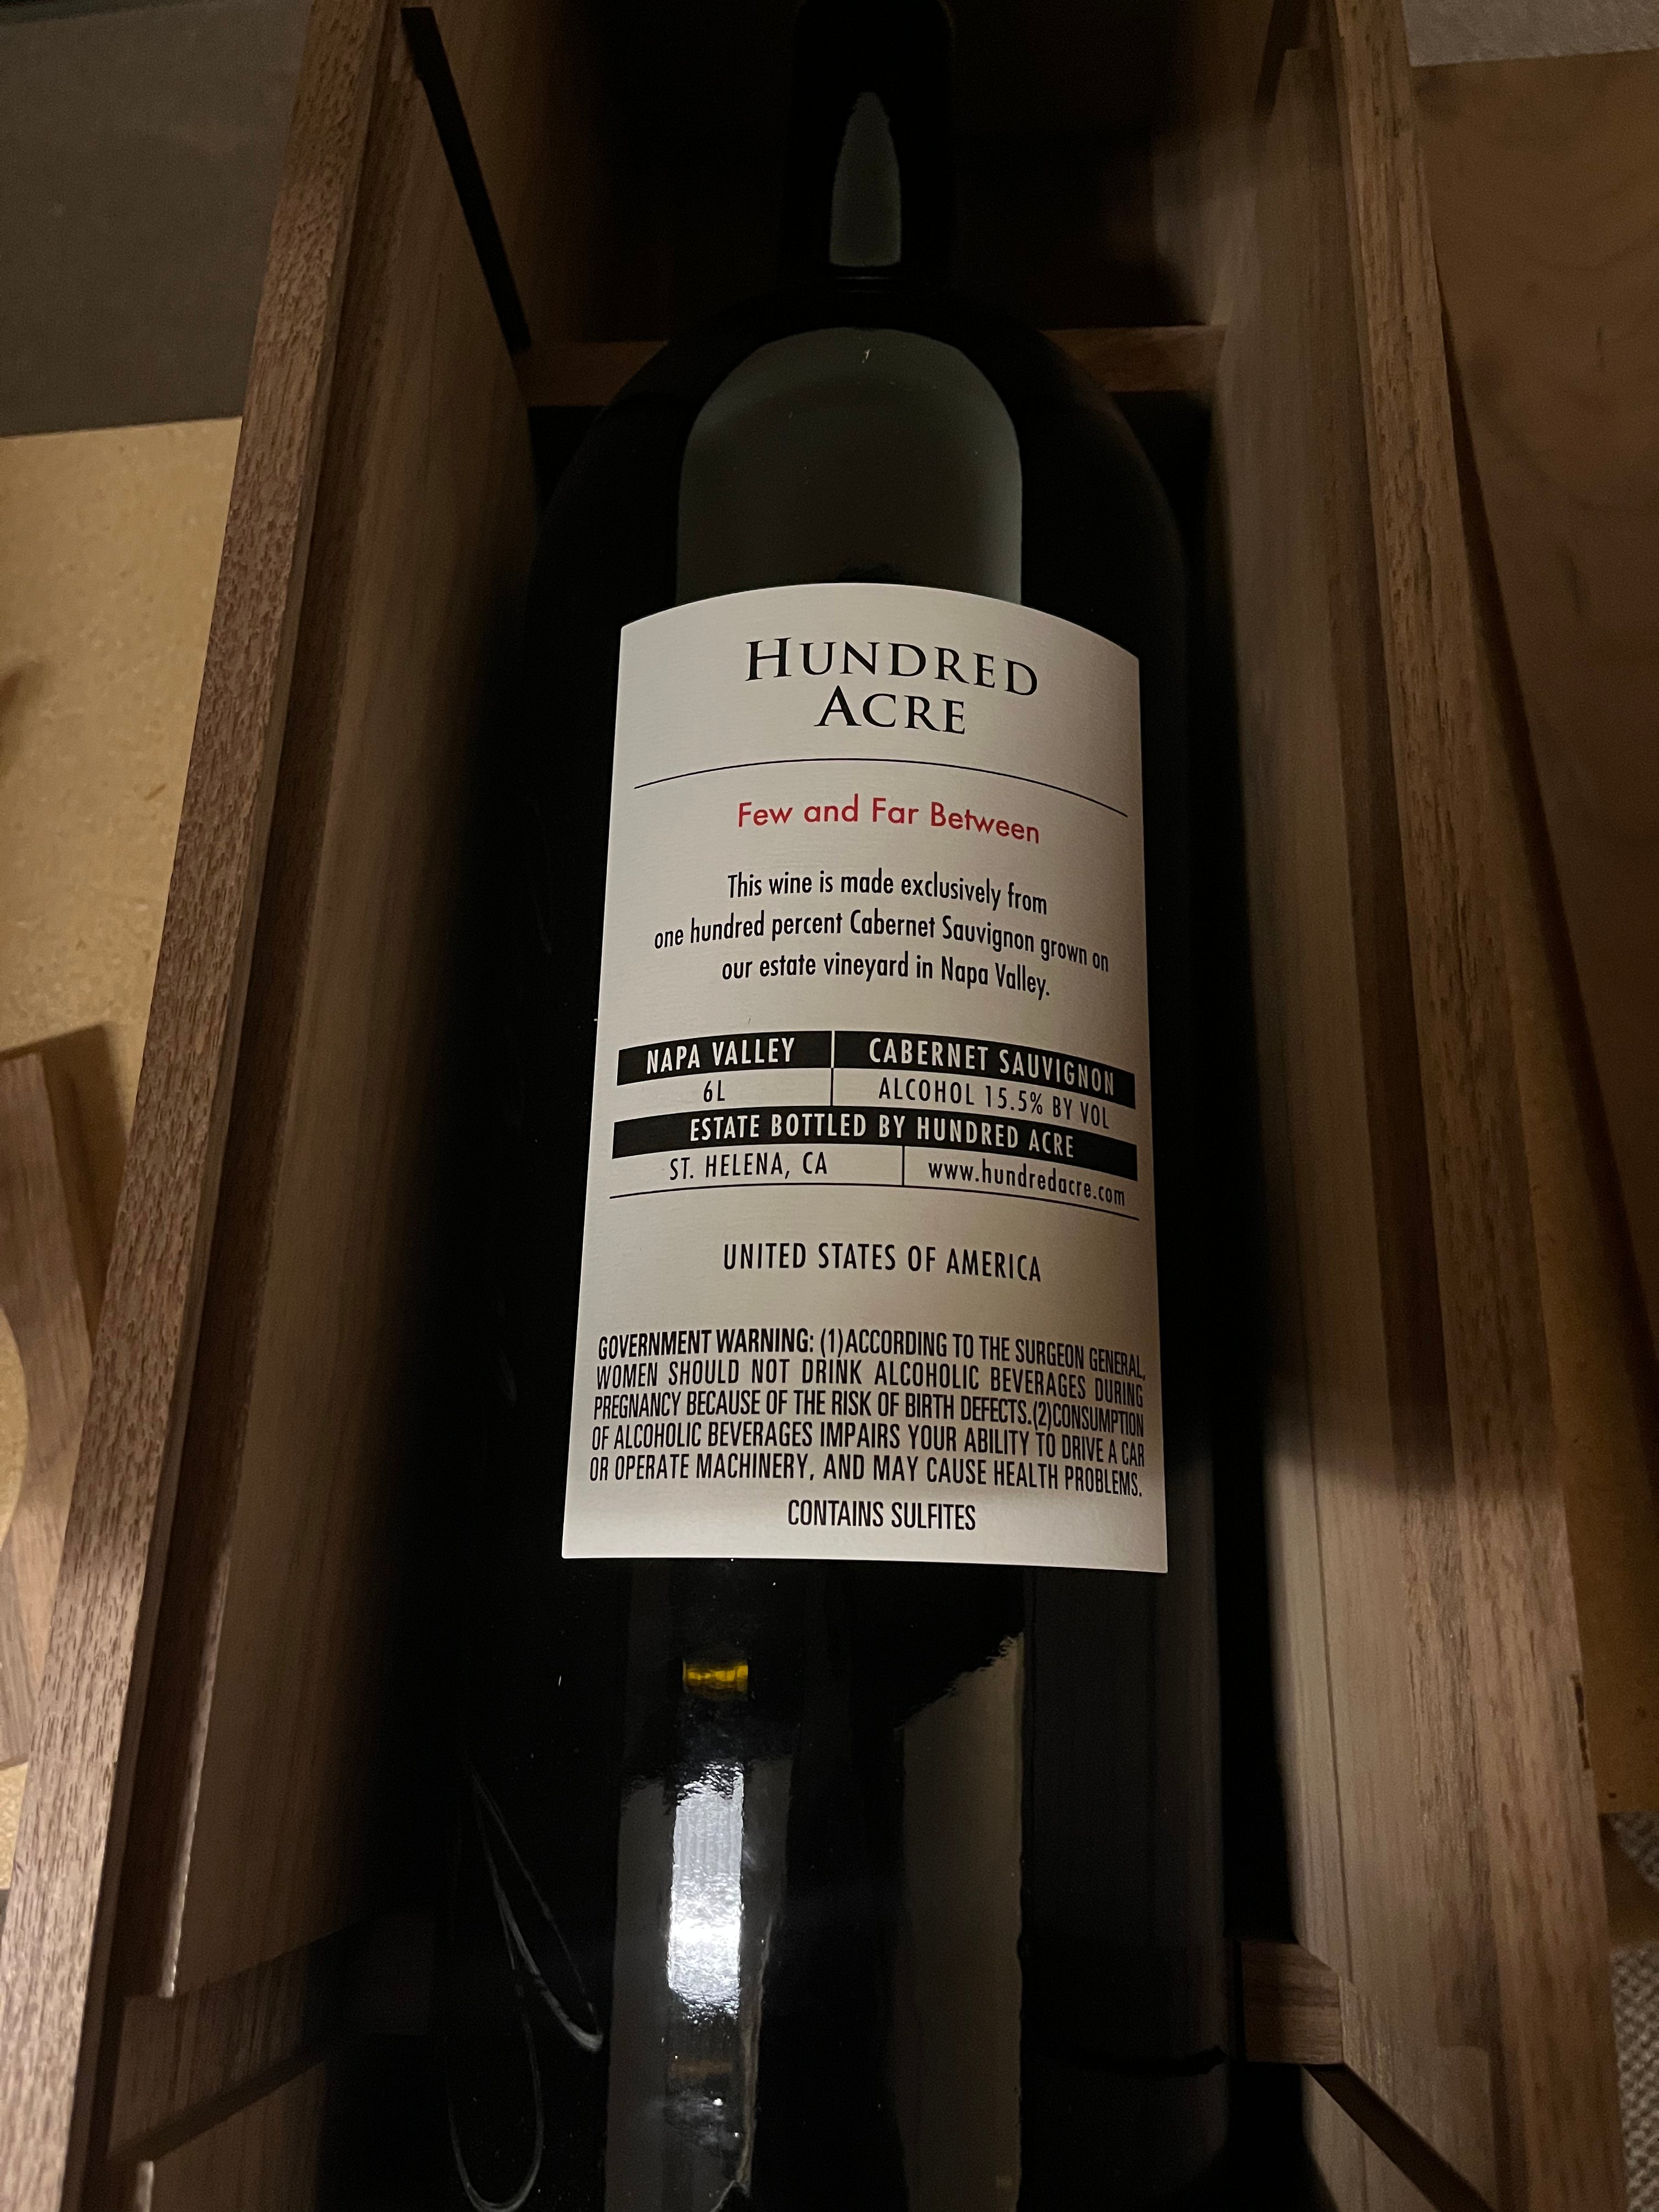 HUNDRED
ACRE
Few and Far Between
This wine is made exclusively from
one hundred percent Cabernet Sauvignon grown on
our estate vineyard in Napa Valley.
NAPA VALLEY CABERNET SAUVIGNON
6L ALCOHOL 15.5% BY VOL
ESTATE BOTTLED BY HUNDRED ACRE
ST. HELENA, CA www.hundredacre.com
UNITED STATES OF AMERICA
GOVERNMENT WARNING: (1)ACCORDING TO THE SURGEON GENERAL,
WOMEN SHOULD NOT DRINK ALCOHOLIC BEVERAGES DURING
PREGNANCY BECAUSE OF THE RISK OF BIRTH DEFECTS.(2)CONSUMPTION
OF ALCOHOLIC BEVERAGES IMPAIRS YOUR ABILITY TO DRIVE A CAR
OR OPERATE MACHINERY, AND MAY CAUSE HEALTH PROBLEMS.
CONTAINS SULFITES